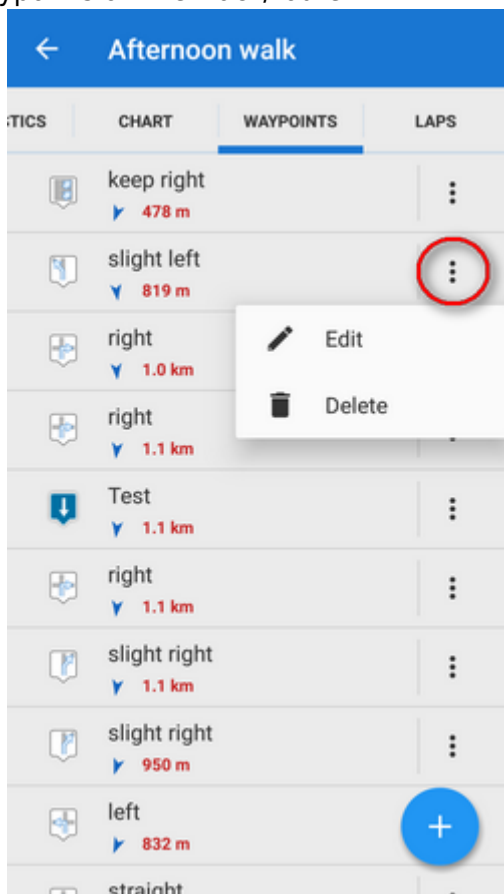 Afternoon walk
CHART
WAYPOINTS
LAPS
keep right
478 m
slight left
819 m
right
1.0 km
Edit
Delete
right
1.1 km
Test
1.1 km
right
1.1 km
slight right
1.1 km
slight right
950 m
left
832 m
straight